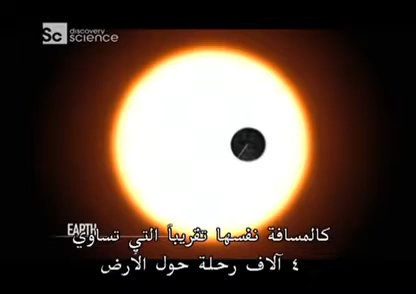 Sc discovery
science
EARTH
كالمسافة نفسها تقريباً التي تساوي
٤ آلاف رحلة حول الأرض